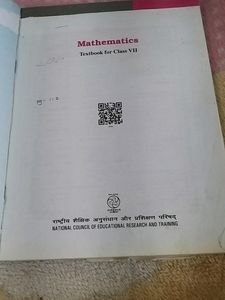 Mathematics
Textbook for Class VII
राष्ट्रीय शैक्षिक अनुसंधान और प्रशिक्षण परिषद्
NATIONAL COUNCIL OF EDUCATIONAL RESEARCH AND TRAINING